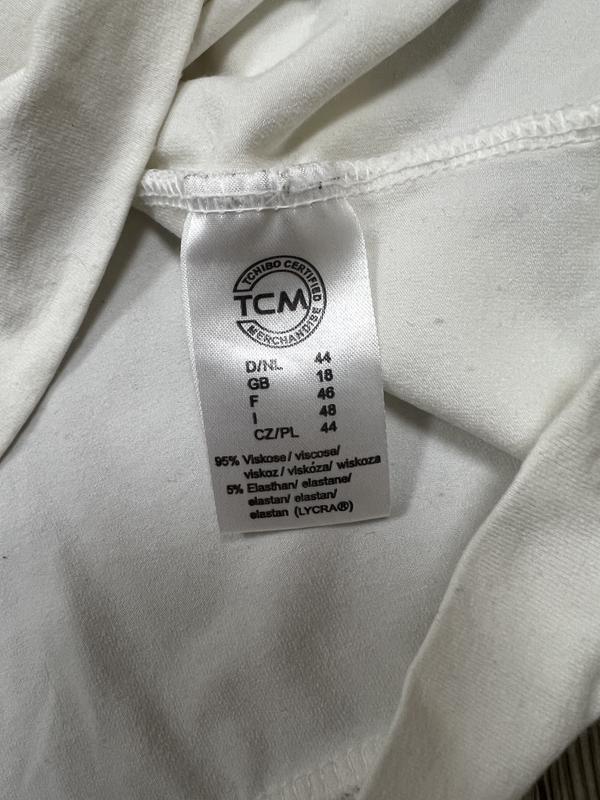 TCHIBO CERTIFIED
TCM
MERCHANDISE
D/NL 44
GB 18
F 46
I 48
CZ/PL 44
95% Viskose/ viscose/
viskoz / viskóza/ wiskoza
5% Elasthan/ elastane/
elastan/ elastan/
elastan (LYCRA®)